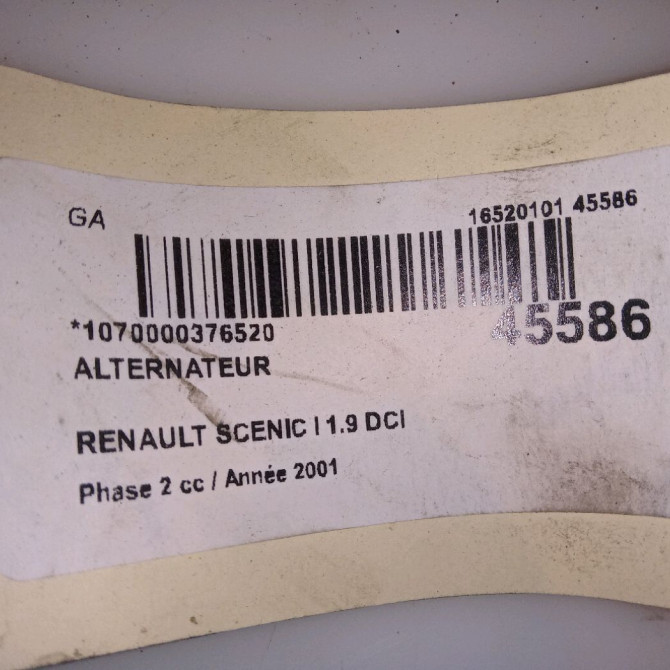 GA
16520101 45586
*1070000376520
45586
ALTERNATEUR
RENAULT SCENIC I 1.9 DCI
Phase 2 cc / Année 2001